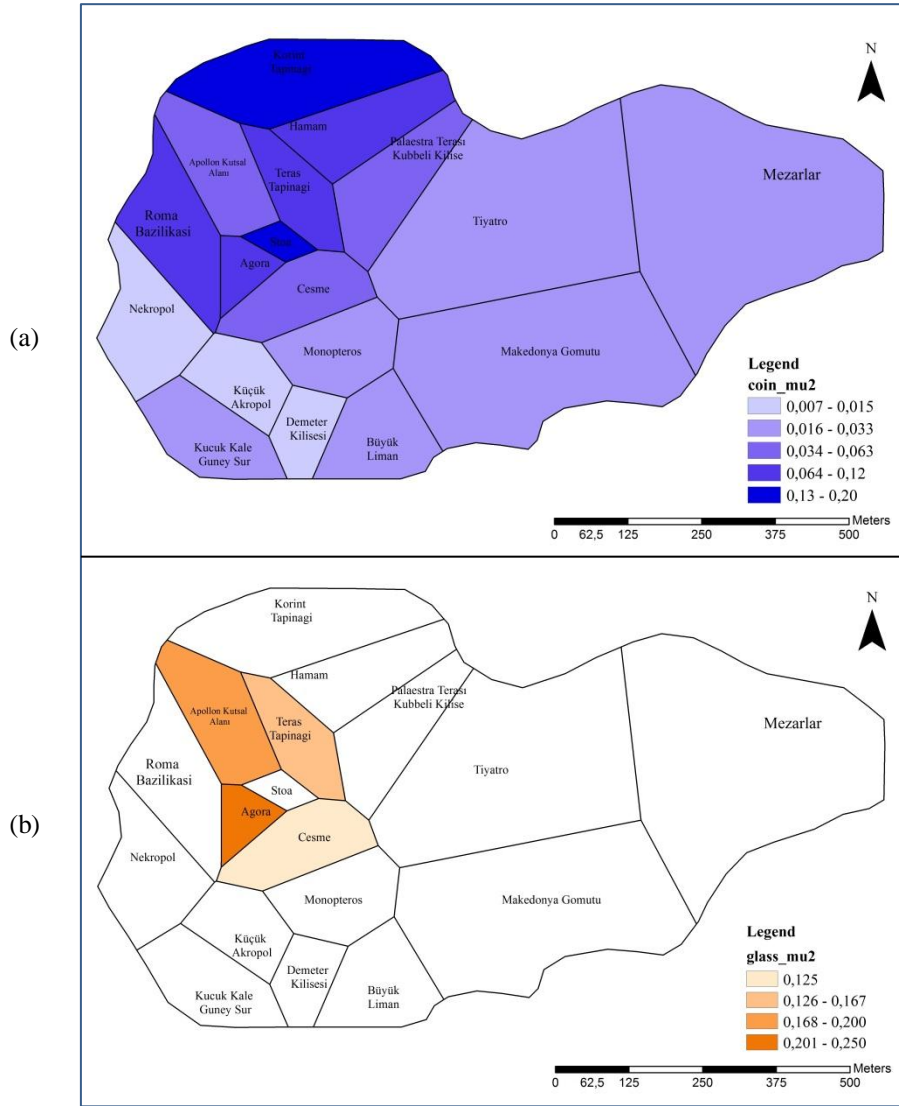 (a)
Korint
Tapinagi
N
Hamam
Palaestra Terası
Kubbeli Kilise
Apollon Kutsal
Alanı
Teras
Tapinagi
Mezarlar
Roma
Bazilikasi
Tiyatro
Stoa
Agora
Cesme
Nekropol
Monopteros
Makedonya Gomutu
Küçük
Akropol
Demeter
Kilisesi
Kucuk Kale
Guney Sur
Büyük
Liman
Legend
coin_mu2
0,007 - 0,015
0,016 - 0,033
0,034 - 0,063
0,064 - 0,12
0,13 - 0,20
Meters
0 62,5 125 250 375 500
(b)
Korint
Tapinagi
N
Hamam
Palaestra Terası
Kubbeli Kilise
Apollon Kutsal
Alanı
Teras
Tapinagi
Mezarlar
Roma
Bazilikasi
Tiyatro
Stoa
Agora
Cesme
Nekropol
Monopteros
Makedonya Gomutu
Küçük
Akropol
Demeter
Kilisesi
Kucuk Kale
Guney Sur
Büyük
Liman
Legend
glass_mu2
0,125
0,126 - 0,167
0,168 - 0,200
0,201 - 0,250
Meters
0 62,5 125 250 375 500